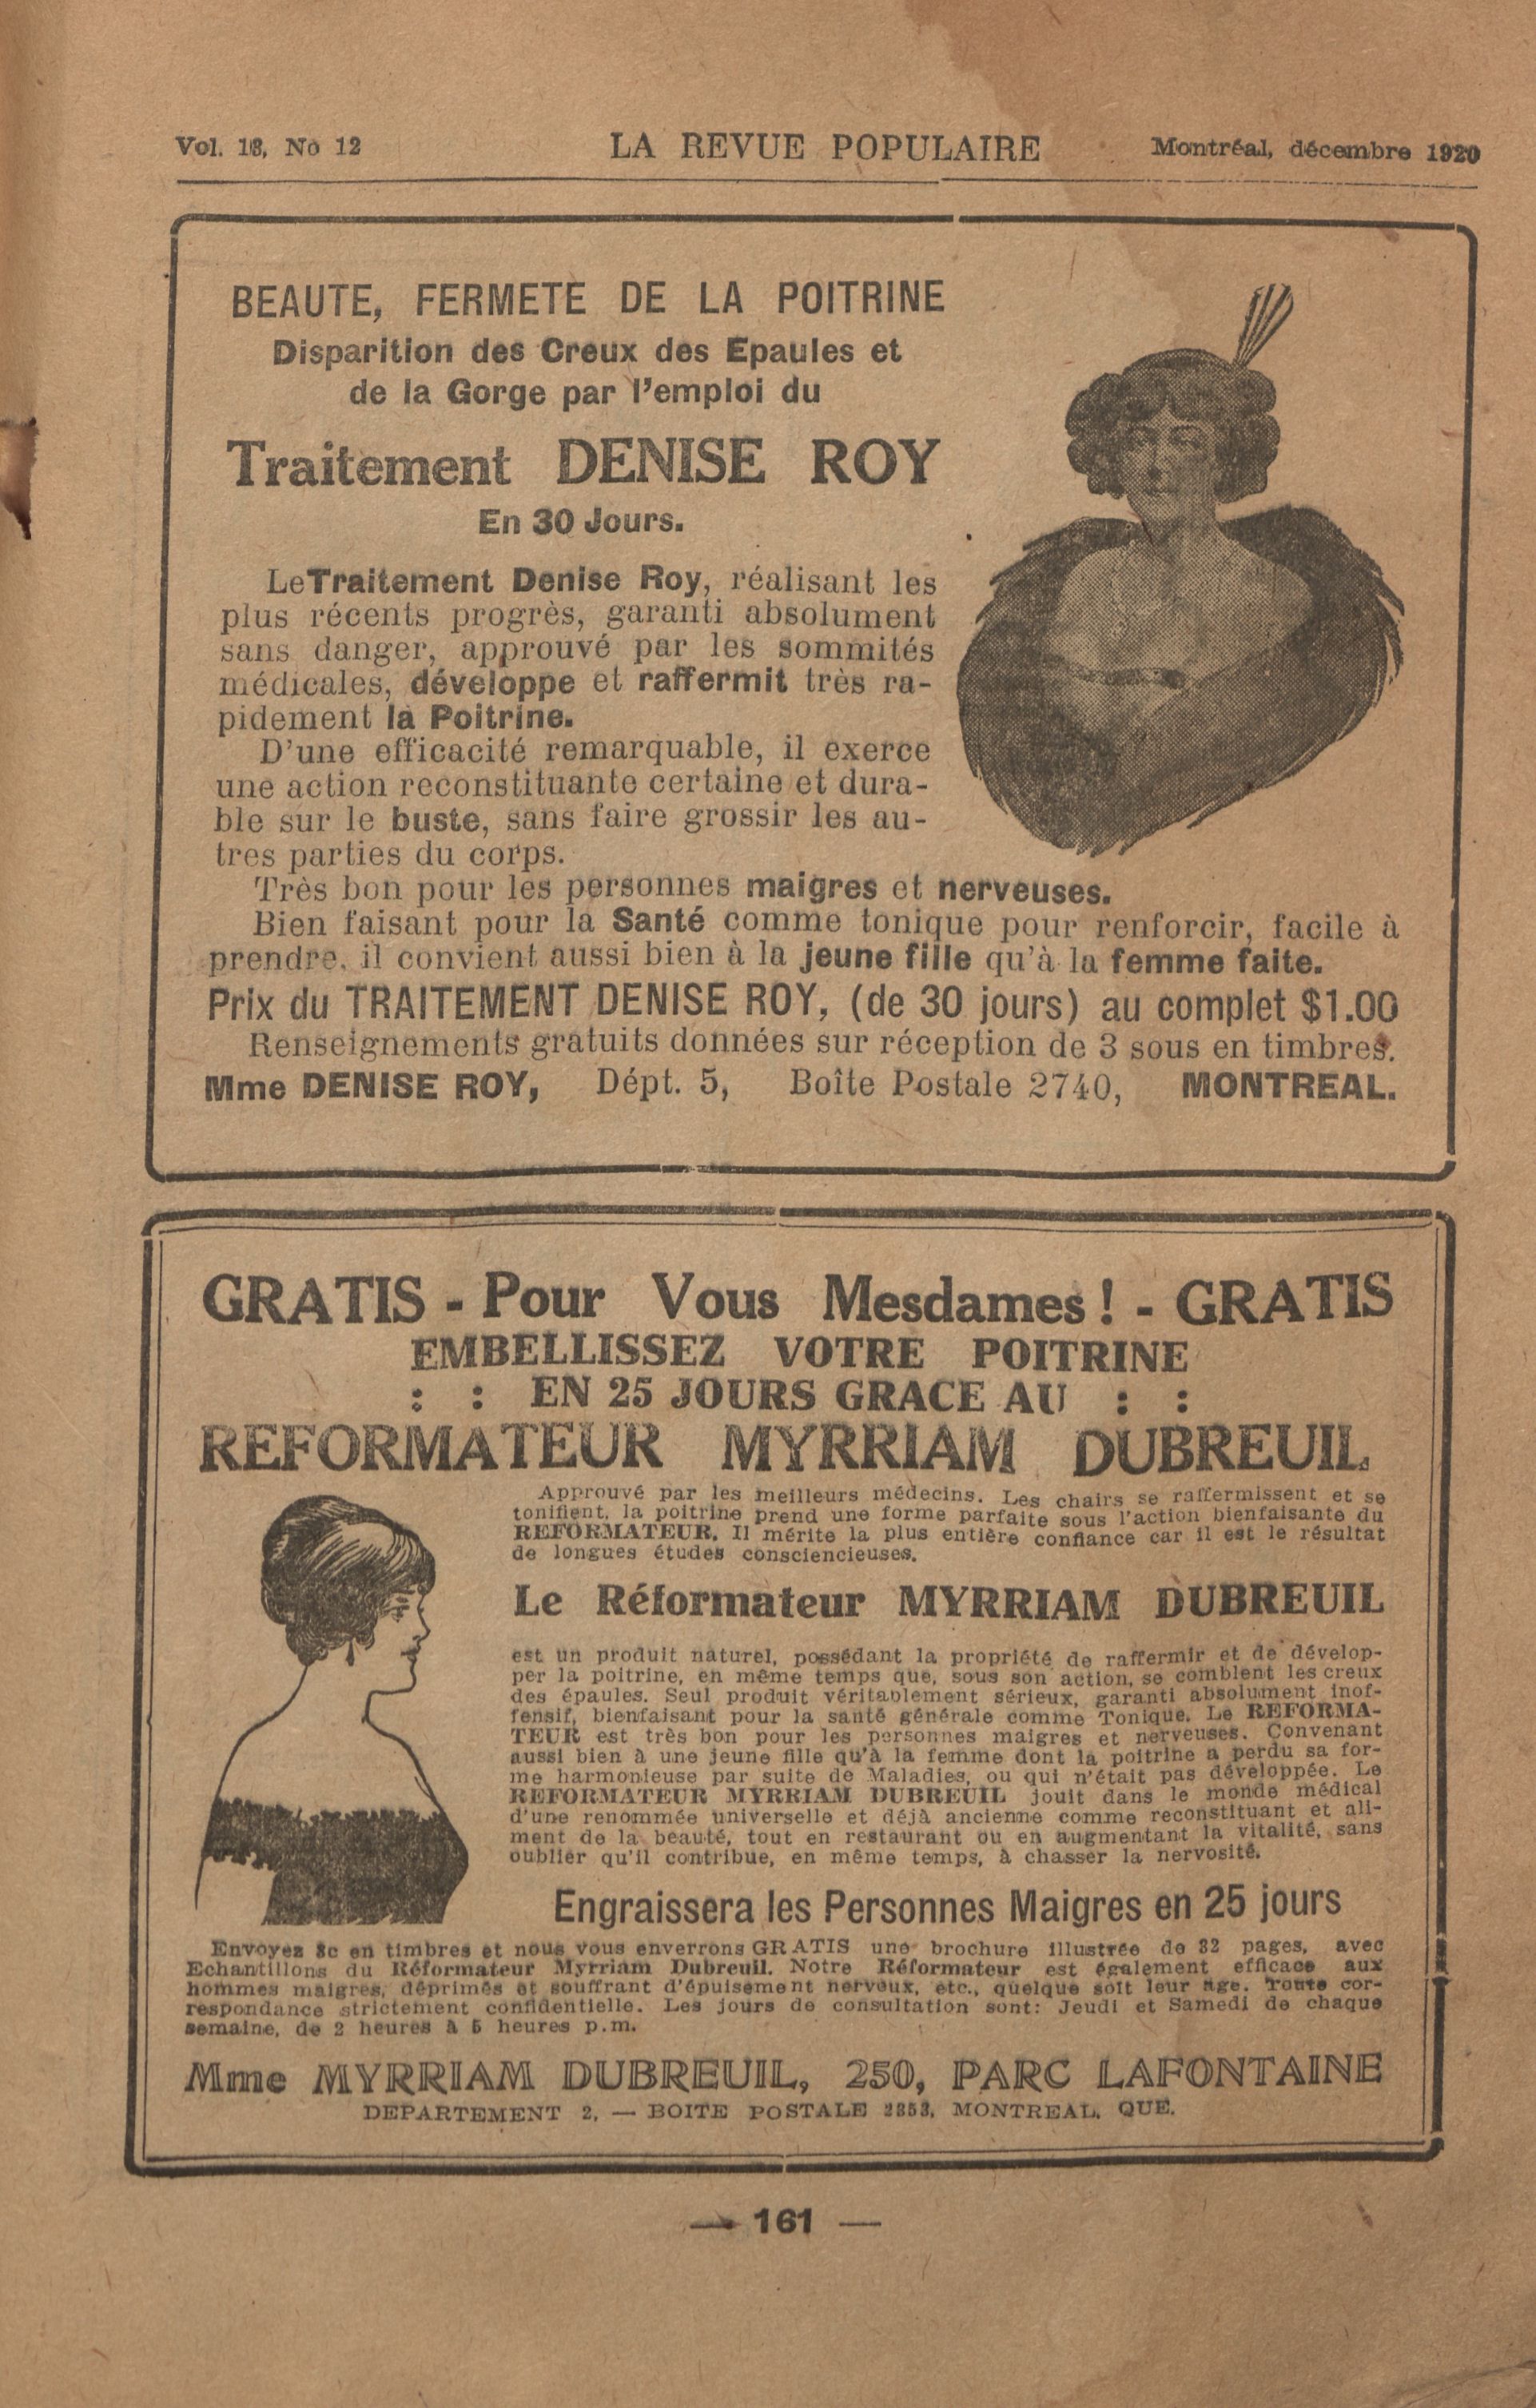 Vol. 13, No 12 LA REVUE POPULAIRE Montréal, décembre 1920
BEAUTE, FERMETE DE LA POITRINE
Disparition des Creux des Epaules et
de la Gorge par l'emploi du
Traitement DENISE ROY
En 30 Jours.
Le Traitement Denise Roy, réalisant les
plus récents progrès, garanti absolument
sans danger, approuvé par les sommités
médicales, développe et raffermit très ra-
pidement la Poitrine.
D'une efficacité remarquable, il exerce
une action reconstituante certaine et dura-
ble sur le buste, sans faire grossir les au-
tres parties du corps.
Très bon pour les personnes maigres et nerveuses.
Bien faisant pour la Santé comme tonique pour renforcir, facile à
prendre, il convient aussi bien à la jeune fille qu'à la femme faite.
Prix du TRAITEMENT DENISE ROY, (de 30 jours) au complet $1.00
Renseignements gratuits données sur réception de 3 sous en timbres.
Mme DENISE ROY, Dépt. 5, Boîte Postale 2740, MONTREAL.
GRATIS - Pour Vous Mesdames ! - GRATIS
EMBELLISSEZ VOTRE POITRINE
: : EN 25 JOURS GRACE AU : :
REFORMATEUR MYRRIAM DUBREUIL
Approuvé par les meilleurs médecins. Les chairs se raffermissent et se
tonifient, la poitrine prend une forme parfaite sous l'action bienfaisante du
REFORMATEUR. Il mérite la plus entière confiance car il est le résultat
de longues études consciencieuses.
Le Réformateur MYRRIAM DUBREUIL
est un produit naturel, possédant la propriété de raffermir et de dévelop-
per la poitrine, en même temps que, sous son action, se comblent les creux
des épaules. Seul produit véritablement sérieux, garanti absolument inof-
fensif, bienfaisant pour la santé générale comme Tonique. Le REFORMA-
TEUR est très bon pour les personnes maigres et nerveuses. Convenant
aussi bien à une jeune fille qu'à la femme dont la poitrine a perdu sa for-
me harmonieuse par suite de Maladies, ou qui n'était pas développée. Le
REFORMATEUR MYRRIAM DUBREUIL jouit dans le monde médical
d'une renommée universelle et déjà ancienne comme reconstituant et ali-
ment de la beauté, tout en restaurant ou en augmentant la vitalité, sans
oublier qu'il contribue, en même temps, à chasser la nervosité.
Engraissera les Personnes Maigres en 25 jours
Envoyez 3c en timbres et nous vous enverrons GRATIS une brochure illustrée de 32 pages, avec
Echantillons du Réformateur Myrriam Dubreuil. Notre Réformateur est également efficace aux
hommes maigres, déprimés et souffrant d'épuisement nerveux, etc., quelque soit leur âge. Toute cor-
respondance strictement confidentielle. Les jours de consultation sont: Jeudi et Samedi de chaque
semaine, de 2 heures à 5 heures p.m.
Mme MYRRIAM DUBREUIL, 250, PARC LAFONTAINE
DEPARTEMENT 2, — BOITE POSTALE 2353, MONTREAL, QUE.
— 161 —